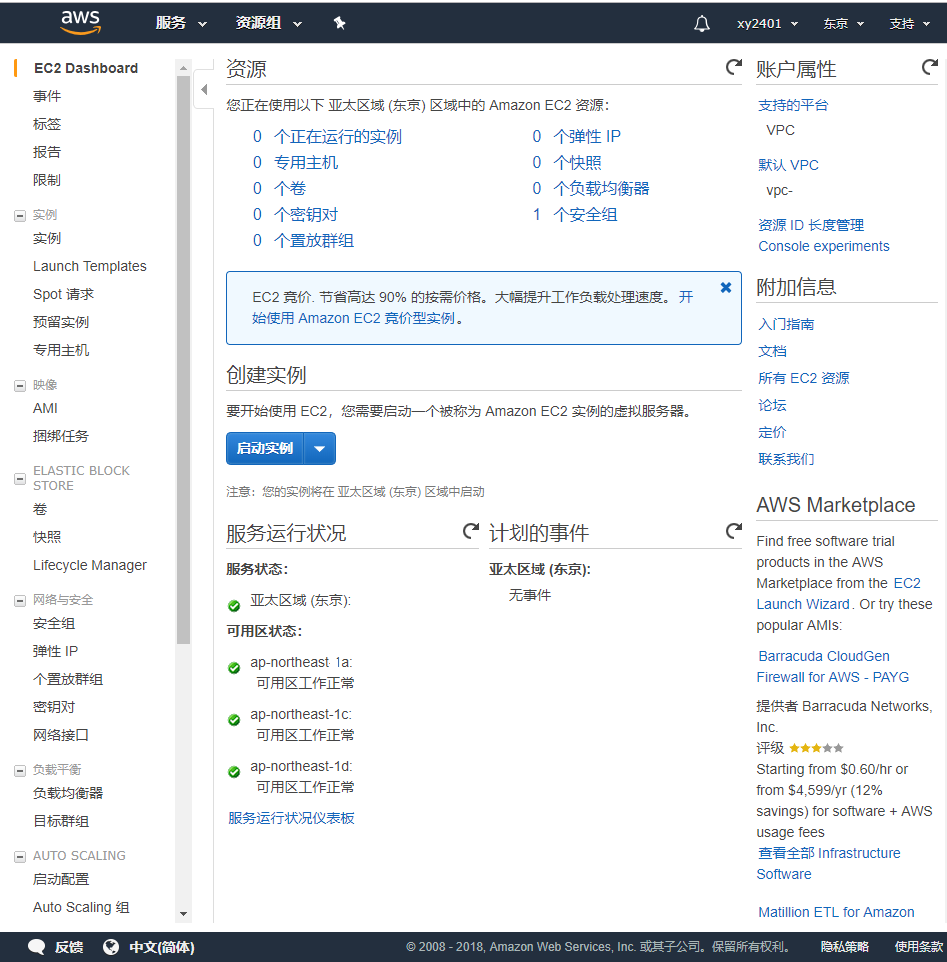 aws
服务
资源组
xy2401
东京
支持
EC2 Dashboard
事件
标签
报告
限制
实例
实例
Launch Templates
Spot 请求
预留实例
专用主机
映像
AMI
捆绑任务
ELASTIC BLOCK
STORE
卷
快照
Lifecycle Manager
网络与安全
安全组
弹性 IP
个置放群组
密钥对
网络接口
负载平衡
负载均衡器
目标群组
AUTO SCALING
启动配置
Auto Scaling 组
资源
您正在使用以下 亚太区域 (东京) 区域中的 Amazon EC2 资源：
0 个正在运行的实例
0 个弹性 IP
0 专用主机
0 个快照
0 个卷
0 个负载均衡器
0 个密钥对
1 个安全组
0 个置放群组
EC2 竞价. 节省高达 90% 的按需价格。大幅提升工作负载处理速度。 开
始使用 Amazon EC2 竞价型实例。
创建实例
要开始使用 EC2，您需要启动一个被称为 Amazon EC2 实例的虚拟服务器。
启动实例
注意：您的实例将在 亚太区域 (东京) 区域中启动
服务运行状况
服务状态：
亚太区域 (东京):
可用区状态：
ap-northeast-1a:
可用区工作正常
ap-northeast-1c:
可用区工作正常
ap-northeast-1d:
可用区工作正常
服务运行状况仪表板
计划的事件
亚太区域 (东京):
无事件
账户属性
支持的平台
VPC
默认 VPC
vpc-
资源 ID 长度管理
Console experiments
附加信息
入门指南
文档
所有 EC2 资源
论坛
定价
联系我们
AWS Marketplace
Find free software trial
products in the AWS
Marketplace from the EC2
Launch Wizard. Or try these
popular AMIs:
Barracuda CloudGen
Firewall for AWS - PAYG
提供者 Barracuda Networks,
Inc.
评级
Starting from $0.60/hr or
from $4,599/yr (12%
savings) for software + AWS
usage fees
查看全部 Infrastructure
Software
Matillion ETL for Amazon
反馈
中文(简体)
© 2008 - 2018, Amazon Web Services, Inc. 或其子公司。保留所有权利。
隐私策略
使用条款